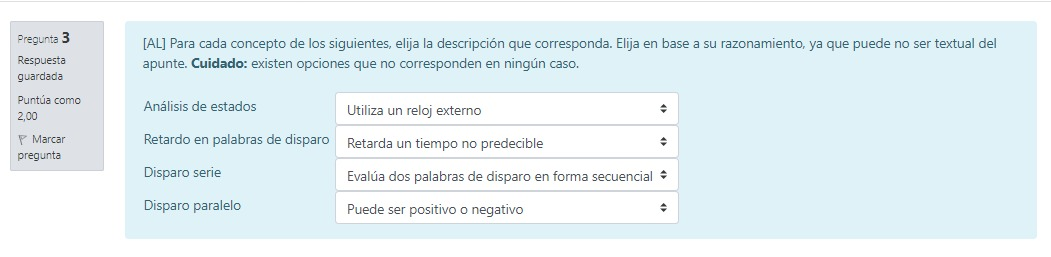 Pregunta 3
Respuesta
guardada
Puntúa como
2,00
Marcar
pregunta
[AL] Para cada concepto de los siguientes, elija la descripción que corresponda. Elija en base a su razonamiento, ya que puede no ser textual del
apunte. Cuidado: existen opciones que no corresponden en ningún caso.
Análisis de estados Utiliza un reloj externo
Retardo en palabras de disparo Retarda un tiempo no predecible
Disparo serie Evalúa dos palabras de disparo en forma secuencial
Disparo paralelo Puede ser positivo o negativo